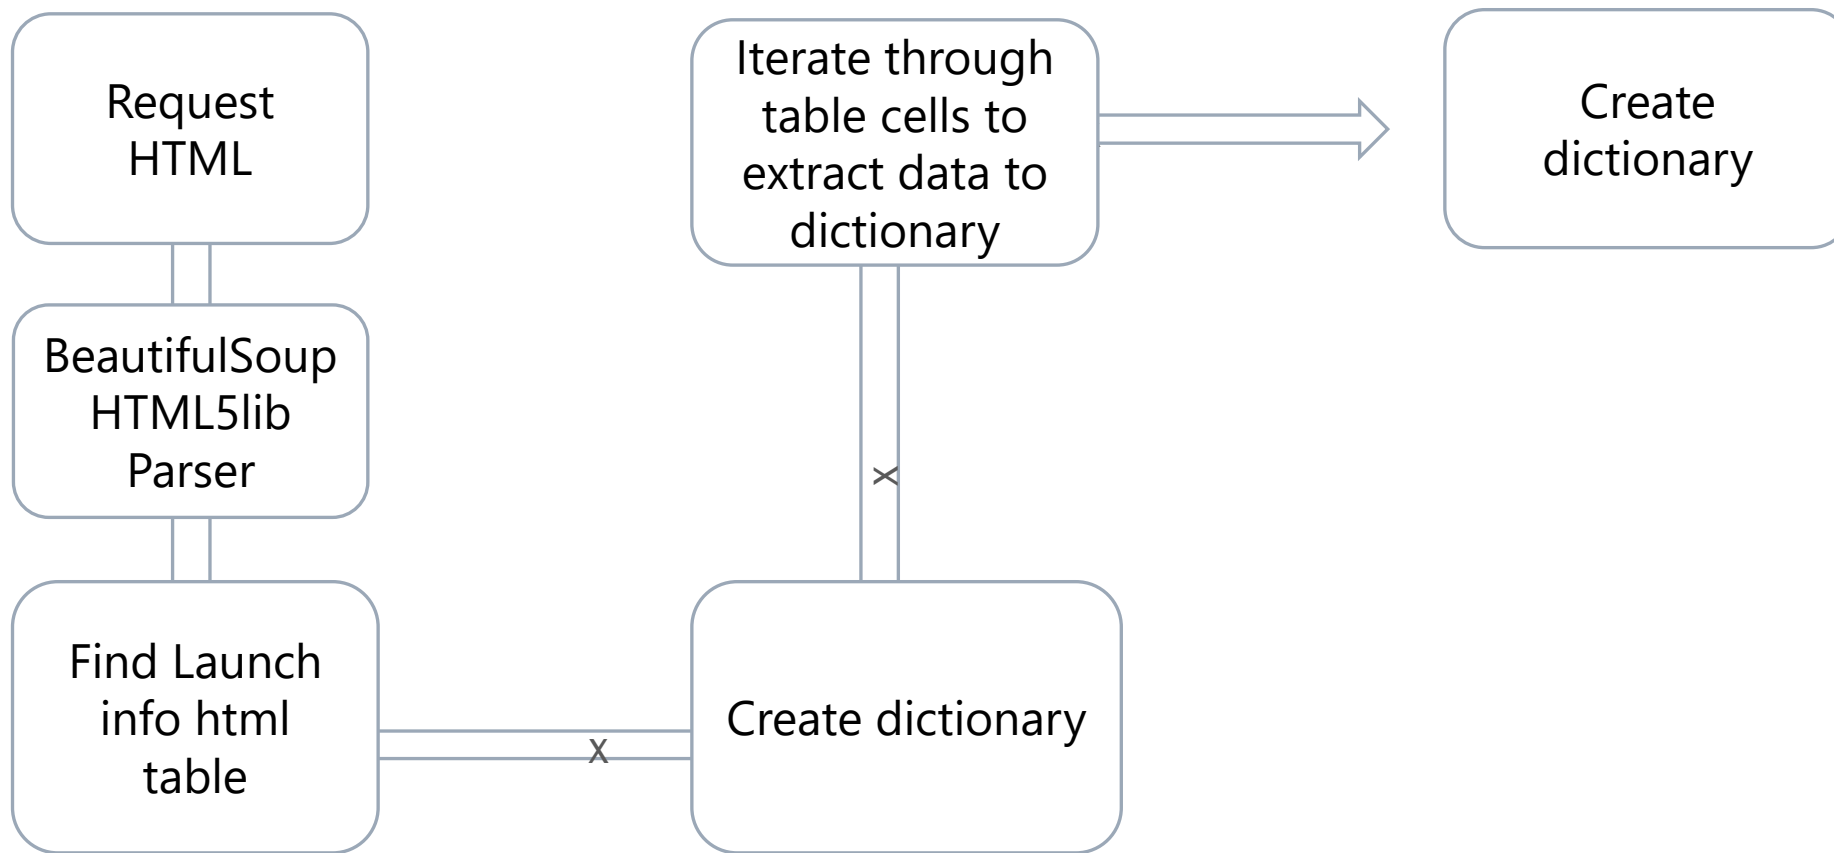 Request
HTML
BeautifulSoup
HTML5lib
Parser
Find Launch
info html
table
x
Create dictionary
x
Iterate through
table cells to
extract data to
dictionary
Create
dictionary